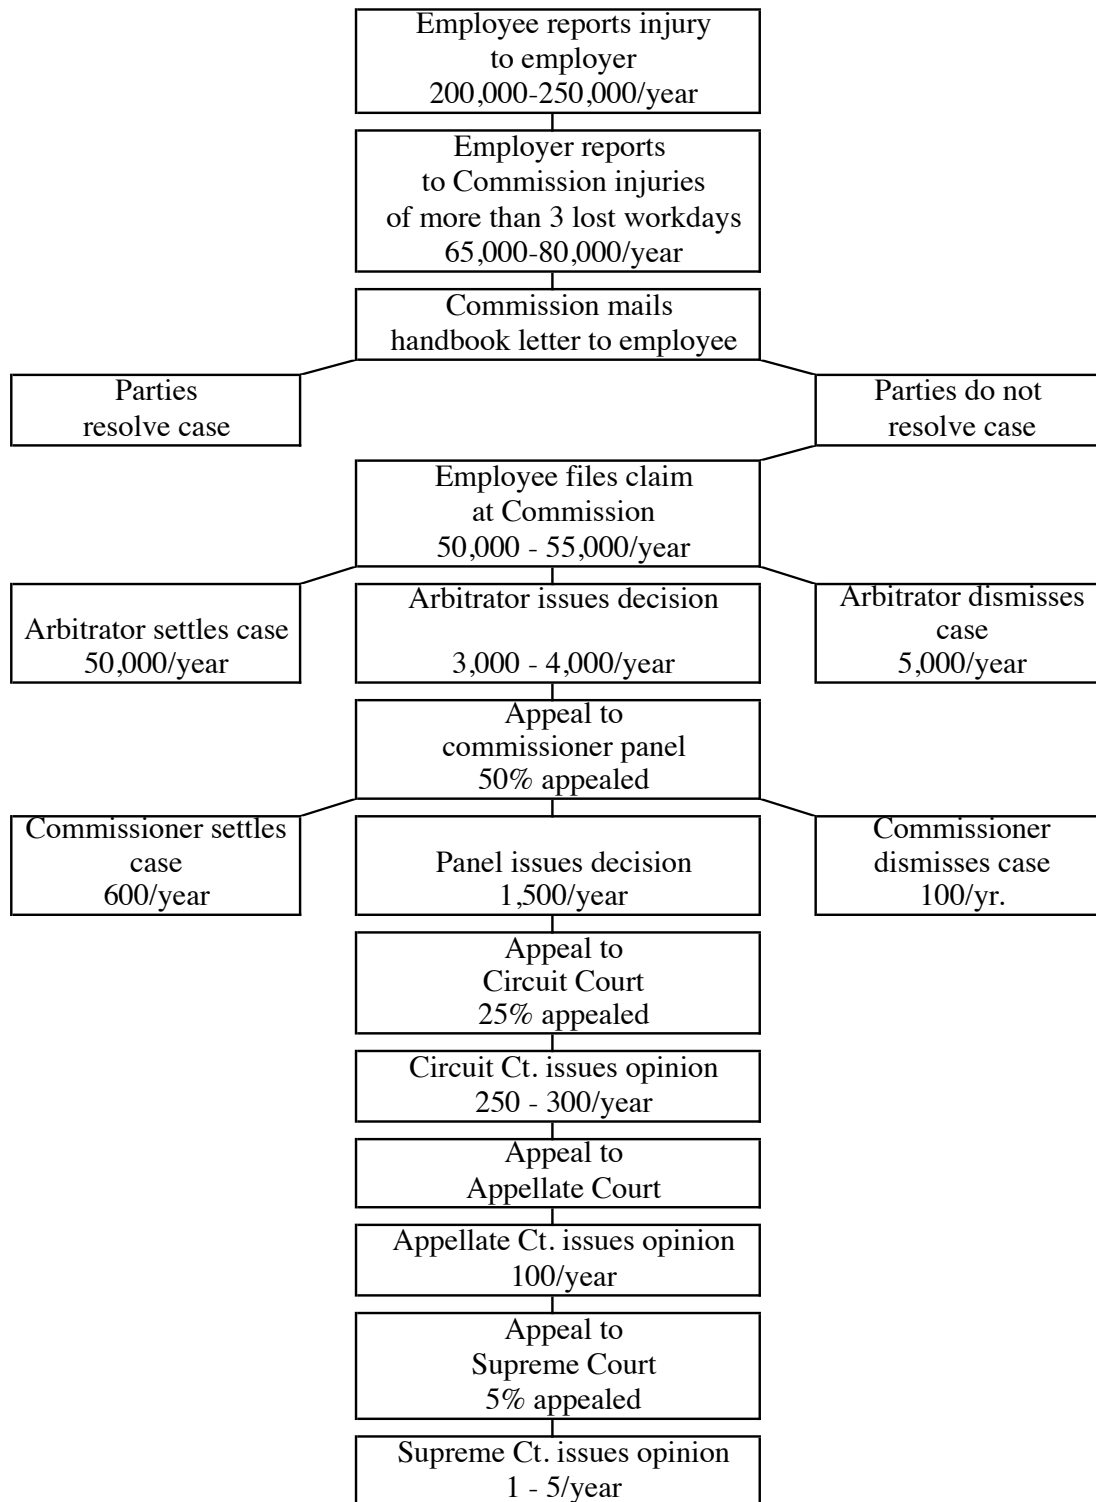 Employee reports injury
to employer
200,000-250,000/year
Employer reports
to Commission injuries
of more than 3 lost workdays
65,000-80,000/year
Commission mails
handbook letter to employee
Parties
resolve case
Parties do not
resolve case
Employee files claim
at Commission
50,000 - 55,000/year
Arbitrator settles case
50,000/year
Arbitrator issues decision
3,000 - 4,000/year
Arbitrator dismisses
case
5,000/year
Appeal to
commissioner panel
50% appealed
Commissioner settles
case
600/year
Panel issues decision
1,500/year
Commissioner
dismisses case
100/yr.
Appeal to
Circuit Court
25% appealed
Circuit Ct. issues opinion
250 - 300/year
Appeal to
Appellate Court
Appellate Ct. issues opinion
100/year
Appeal to
Supreme Court
5% appealed
Supreme Ct. issues opinion
1 - 5/year